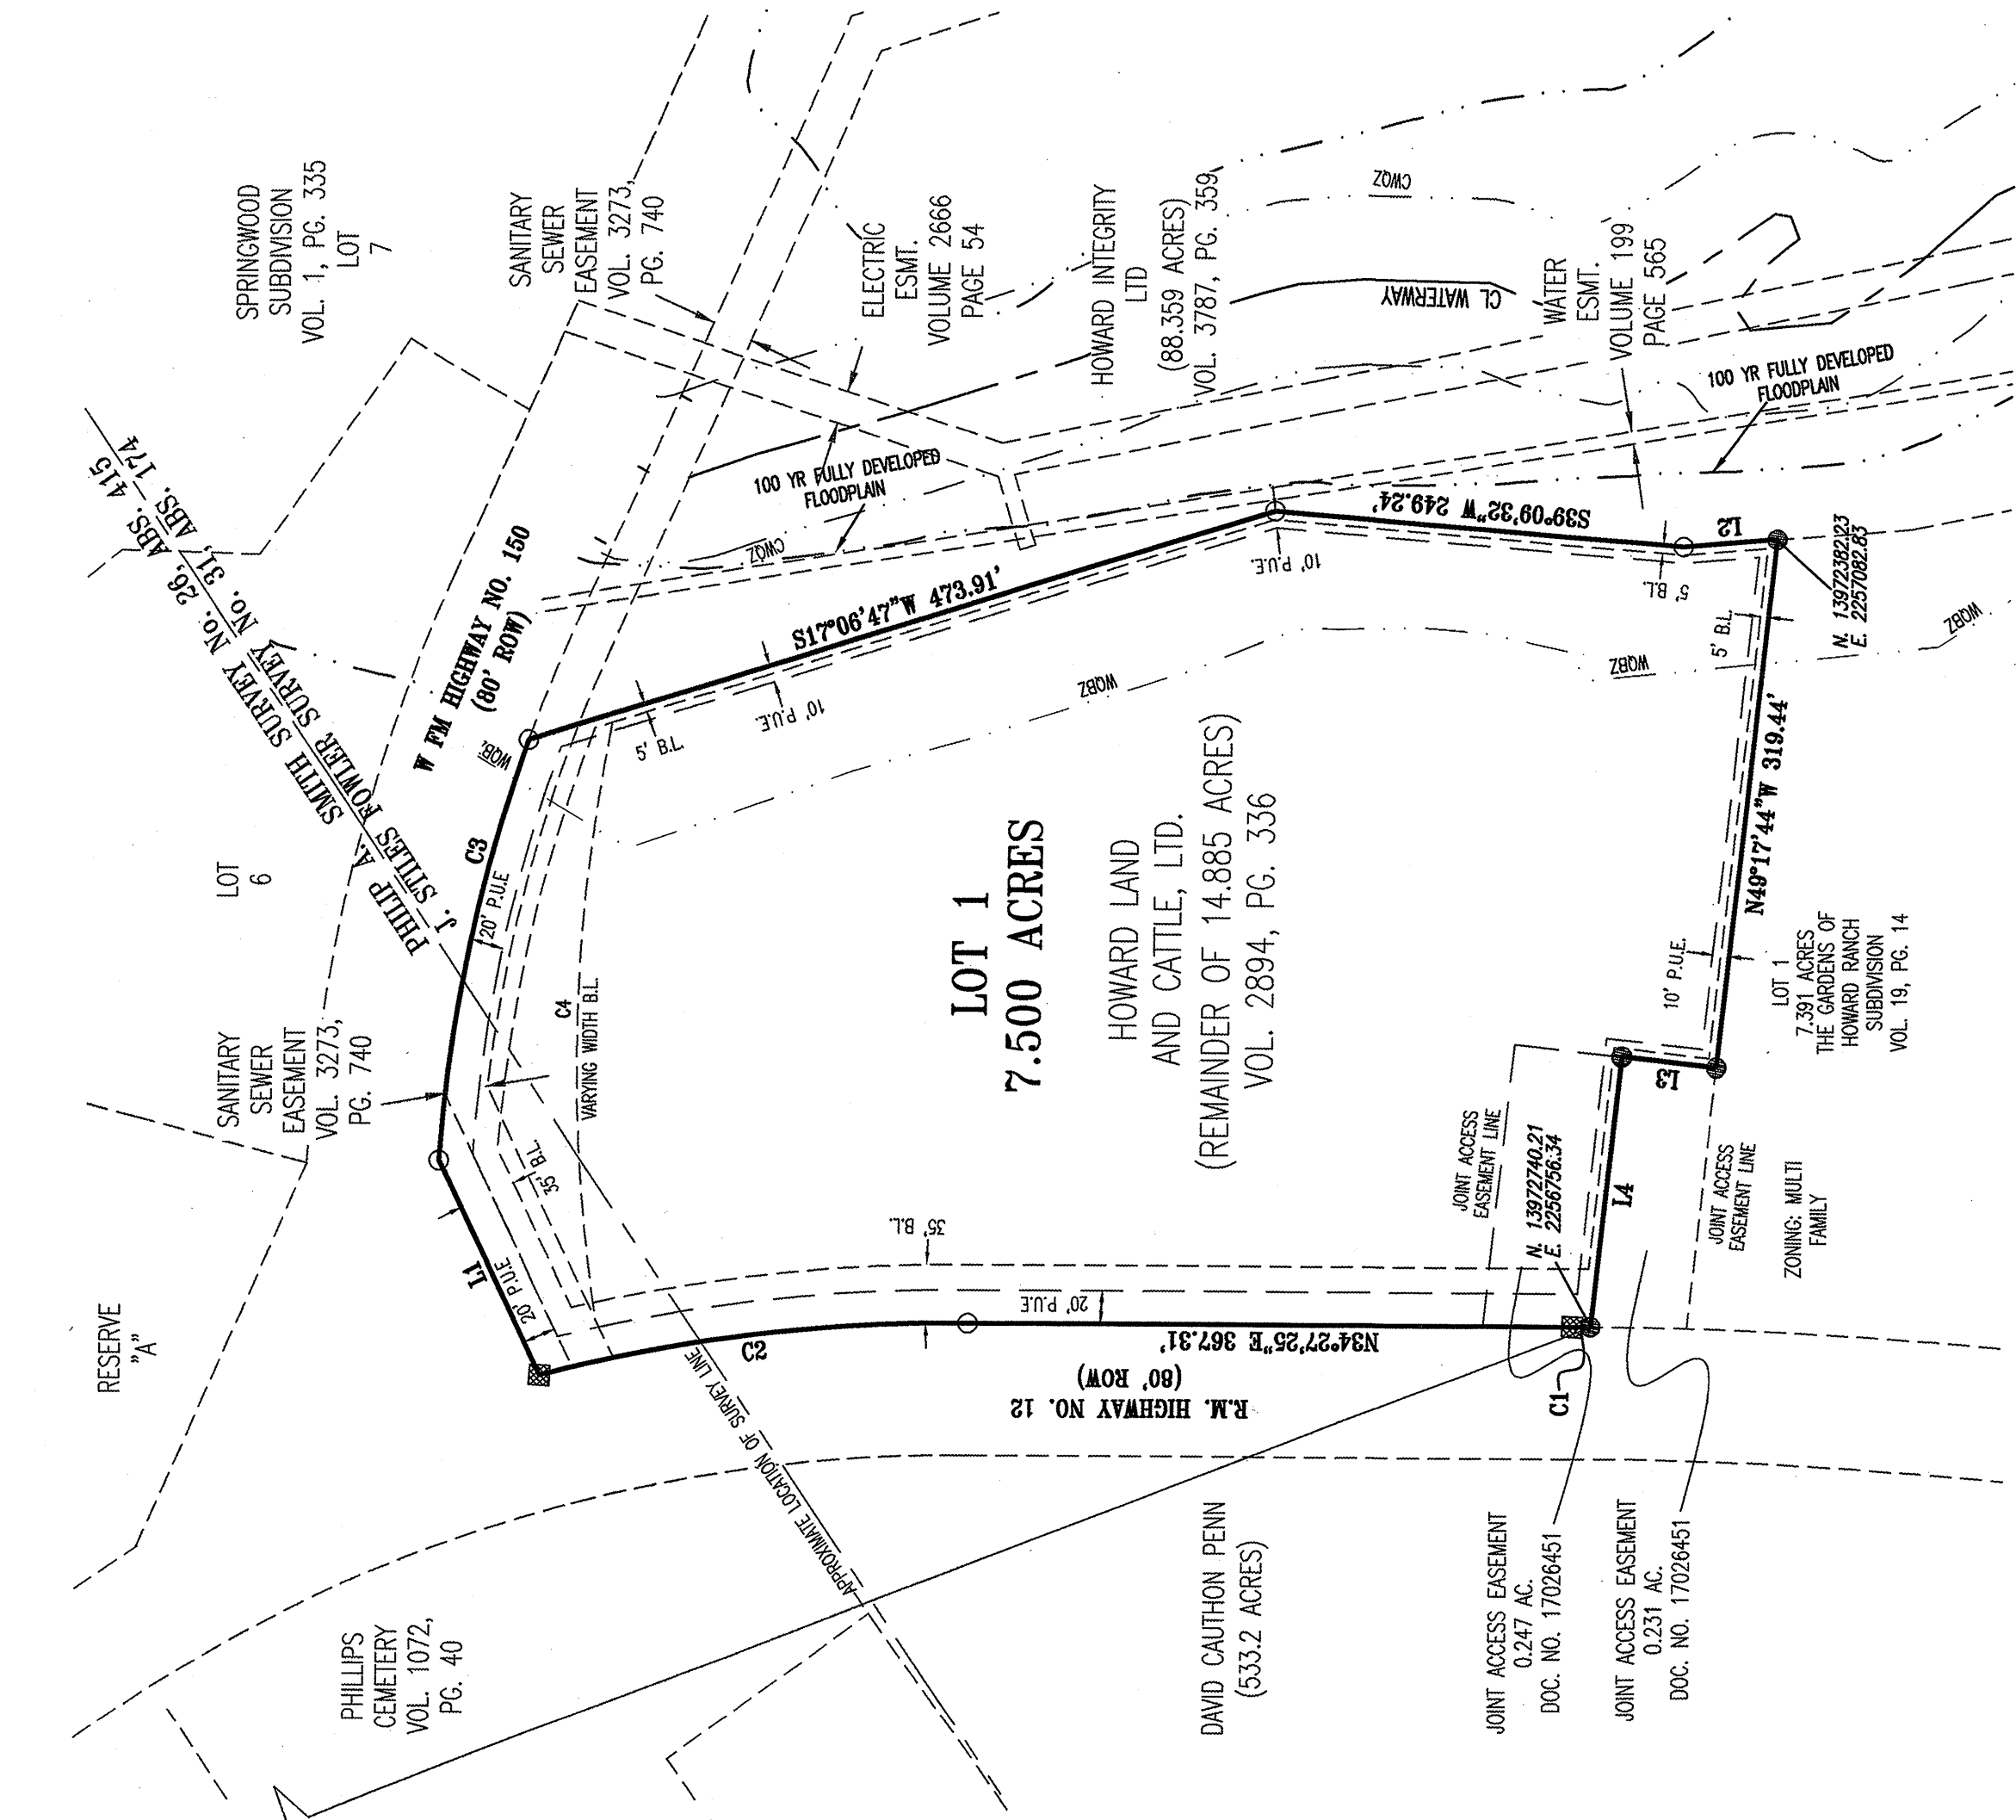 SPRINGWOOD
SUBDIVISION
VOL. 1, PG. 335
LOT
7
SANITARY
SEWER
EASEMENT
VOL. 3273,
PG. 740
ELECTRIC
ESMT.
VOLUME 2666
PAGE 54
HOWARD INTEGRITY
LTD
(88.359 ACRES)
VOL. 3787, PG. 359
CWQZ
CL WATERWAY
WATER
ESMT.
VOLUME 199
PAGE 565
100 YR FULLY DEVELOPED
FLOODPLAIN
PHILIP A. SMITH SURVEY No. 26, ABS. 415
J. STILES FOWLER SURVEY No. 31, ABS. 174
W FM HIGHWAY NO. 150
(80' ROW)
100 YR FULLY DEVELOPED
FLOODPLAIN
CWQZ
S17°06'47"W 473.91'
S39°09'32"W 249.24'
L2
N. 13972382.23
E. 2257082.83
10' P.U.E.
5' B.L.
5' B.L.
WQBZ
WQBZ
WQBZ
WQBZ
5' B.L.
10' P.U.E.
LOT
6
C3
20' P.U.E
C4
VARYING WIDTH B.L.
LOT 1
7.500 ACRES
HOWARD LAND
AND CATTLE, LTD.
(REMAINDER OF 14.885 ACRES)
VOL. 2894, PG. 336
N49°17'44"W 319.44'
10' P.U.E.
LOT 1
7.391 ACRES
THE GARDENS OF
HOWARD RANCH
SUBDIVISION
VOL. 19, PG. 14
SANITARY
SEWER
EASEMENT
VOL. 3273,
PG. 740
35' B.L.
L1
20' P.U.E
35' B.L.
20' P.U.E
JOINT ACCESS
EASEMENT LINE
N. 13972740.21
E. 2256756.34
L3
L4
JOINT ACCESS
EASEMENT LINE
ZONING: MULTI
FAMILY
RESERVE
"A"
C2
N34°27'25"E 367.31'
R.M. HIGHWAY NO. 12
(80' ROW)
C1
APPROXIMATE LOCATION OF SURVEY LINE
PHILLIPS
CEMETERY
VOL. 1072,
PG. 40
DAVID CAUTHON PENN
(533.2 ACRES)
JOINT ACCESS EASEMENT
0.247 AC.
DOC. NO. 17026451
JOINT ACCESS EASEMENT
0.231 AC.
DOC. NO. 17026451